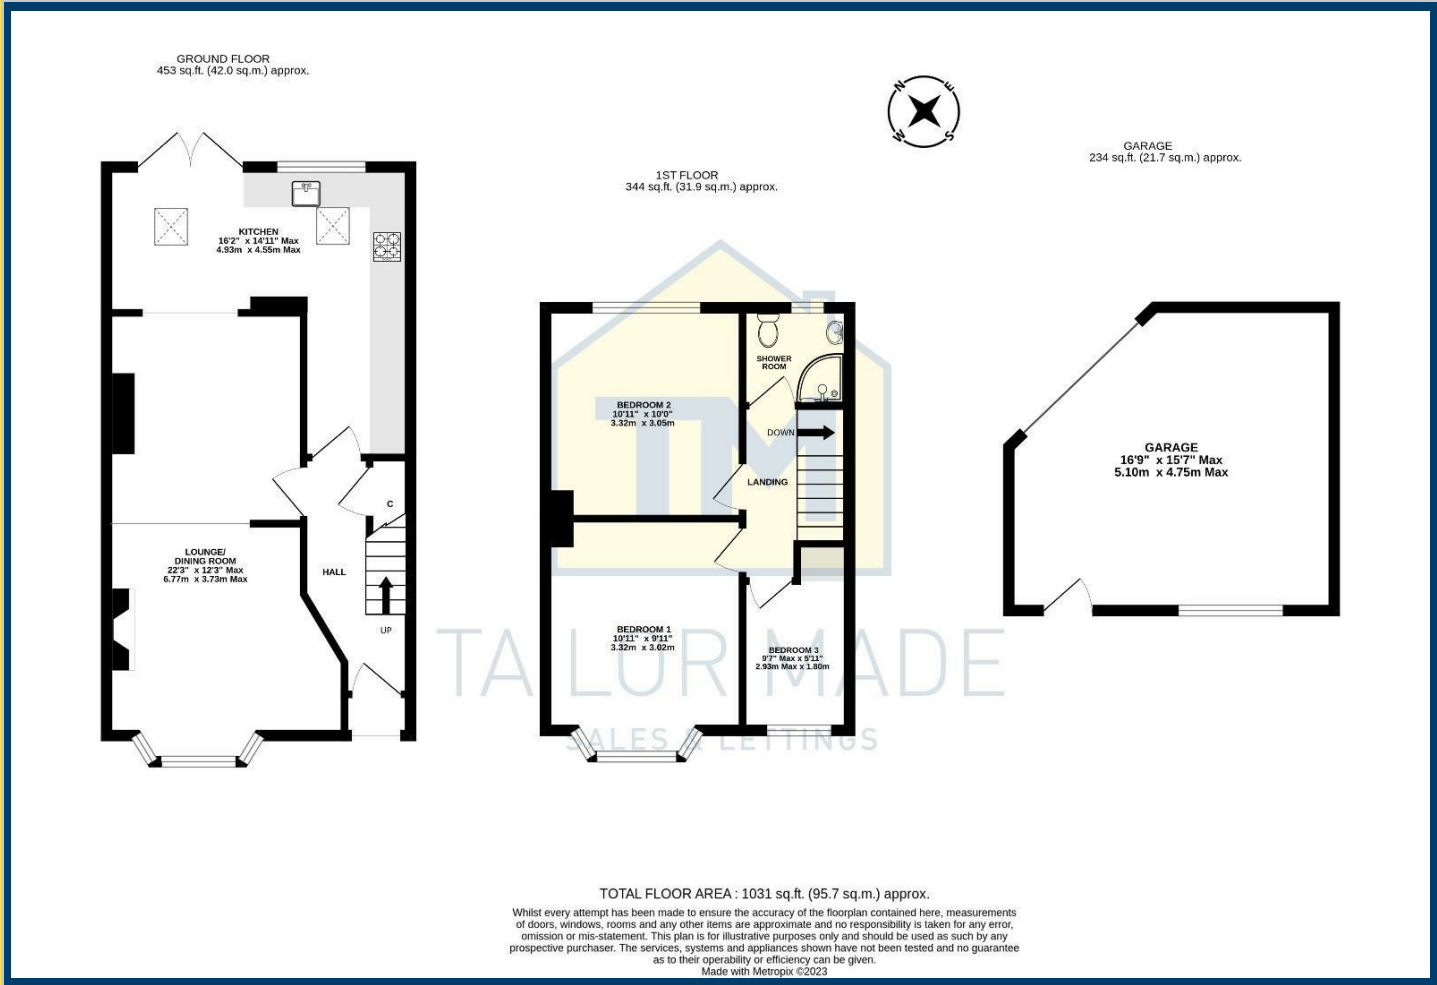 GROUND FLOOR
453 sq.ft. (42.0 sq.m.) approx.
KITCHEN
16'2" x 14'11" Max
4.93m x 4.55m Max
LOUNGE/
DINING ROOM
22'3" x 12'3" Max
6.77m x 3.73m Max
HALL
C
UP
1ST FLOOR
344 sq.ft. (31.9 sq.m.) approx.
SHOWER
ROOM
BEDROOM 2
10'11" x 10'0"
3.32m x 3.05m
DOWN
LANDING
BEDROOM 1
10'11" x 9'11"
3.32m x 3.02m
BEDROOM 3
9'7" Max x 5'11"
2.93m Max x 1.80m
N
E
S
W
GARAGE
234 sq.ft. (21.7 sq.m.) approx.
GARAGE
16'9" x 15'7" Max
5.10m x 4.75m Max
TM
TAILOR MADE
SALES & LETTINGS
TOTAL FLOOR AREA : 1031 sq.ft. (95.7 sq.m.) approx.
Whilst every attempt has been made to ensure the accuracy of the floorplan contained here, measurements
of doors, windows, rooms and any other items are approximate and no responsibility is taken for any error,
omission or mis-statement. This plan is for illustrative purposes only and should be used as such by any
prospective purchaser. The services, systems and appliances shown have not been tested and no guarantee
as to their operability or efficiency can be given.
Made with Metropix ©2023